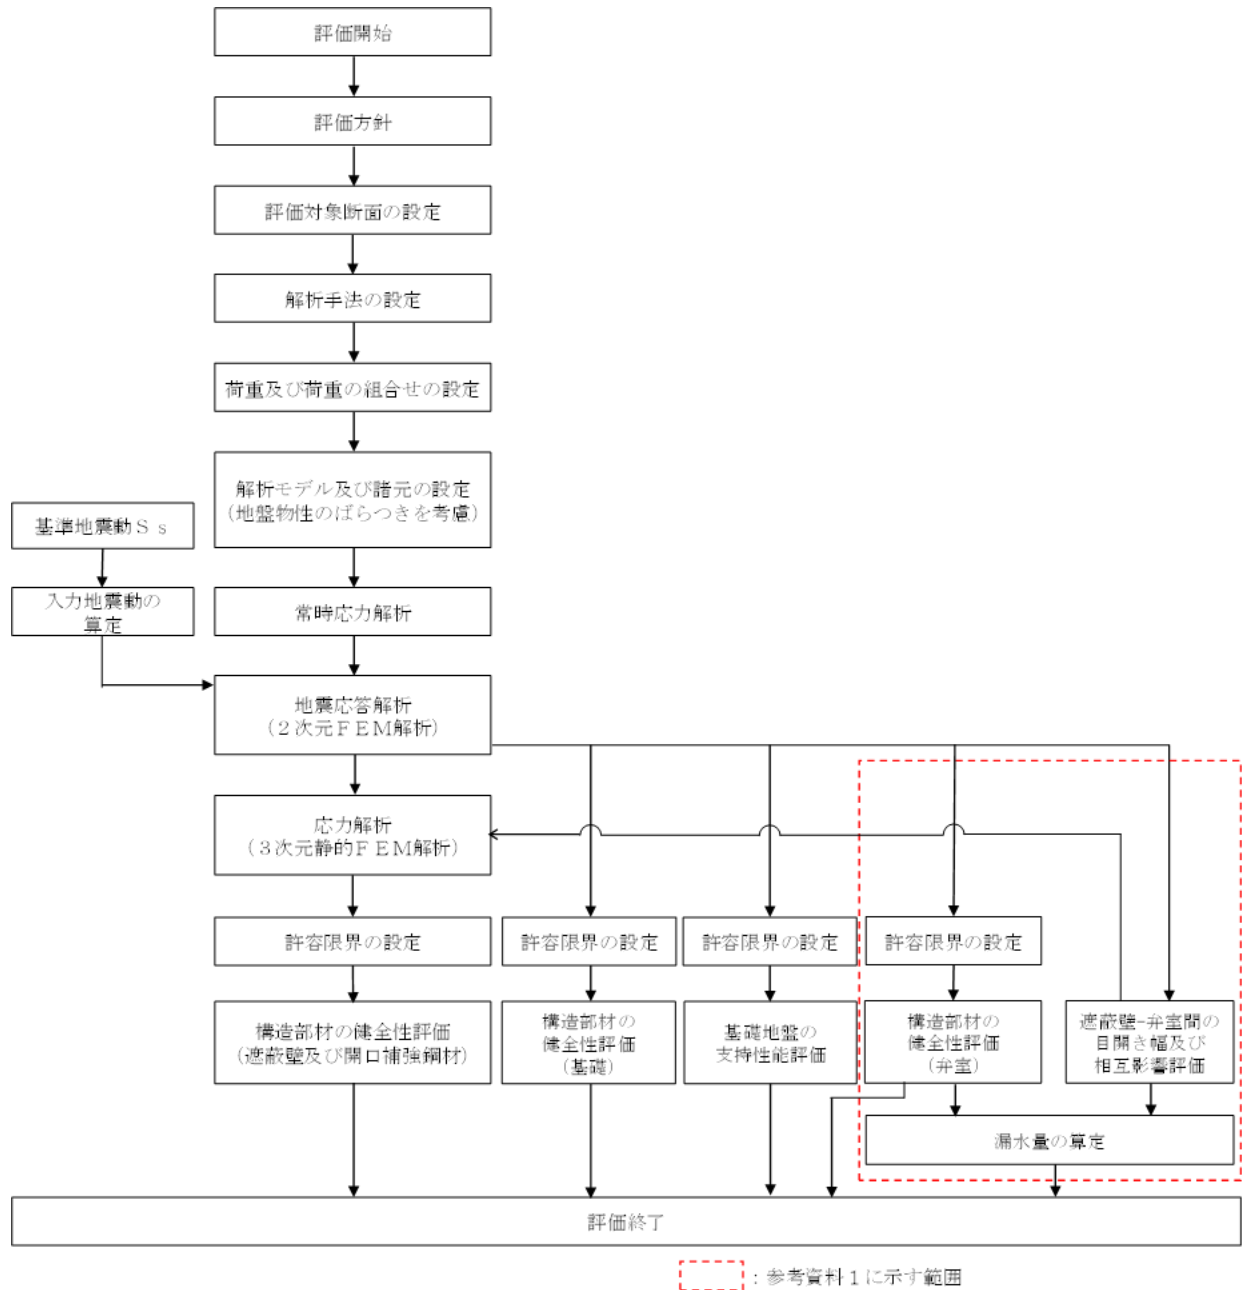 評価開始
評価方針
評価対象断面の設定
解析手法の設定
荷重及び荷重の組合せの設定
解析モデル及び諸元の設定
(地盤物性のばらつきを考慮)
基準地震動Ｓｓ
入力地震動の
算定
常時応力解析
地震応答解析
(２次元ＦＥＭ解析)
応力解析
(３次元静的ＦＥＭ解析)
許容限界の設定
許容限界の設定
許容限界の設定
許容限界の設定
構造部材の健全性評価
(遮蔽壁及び開口補強鋼材)
構造部材の
健全性評価
(基礎)
基礎地盤の
支持性能評価
構造部材の
健全性評価
(弁室)
遮蔽壁-弁室間の
目開き幅及び
相互影響評価
漏水量の算定
評価終了
：参考資料１に示す範囲